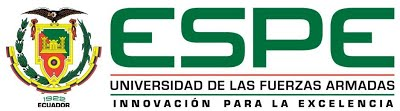 ESPE
UNIVERSIDAD DE LAS FUERZAS ARMADAS
INNOVACIÓN PARA LA EXCELENCIA
1922
ECUADOR